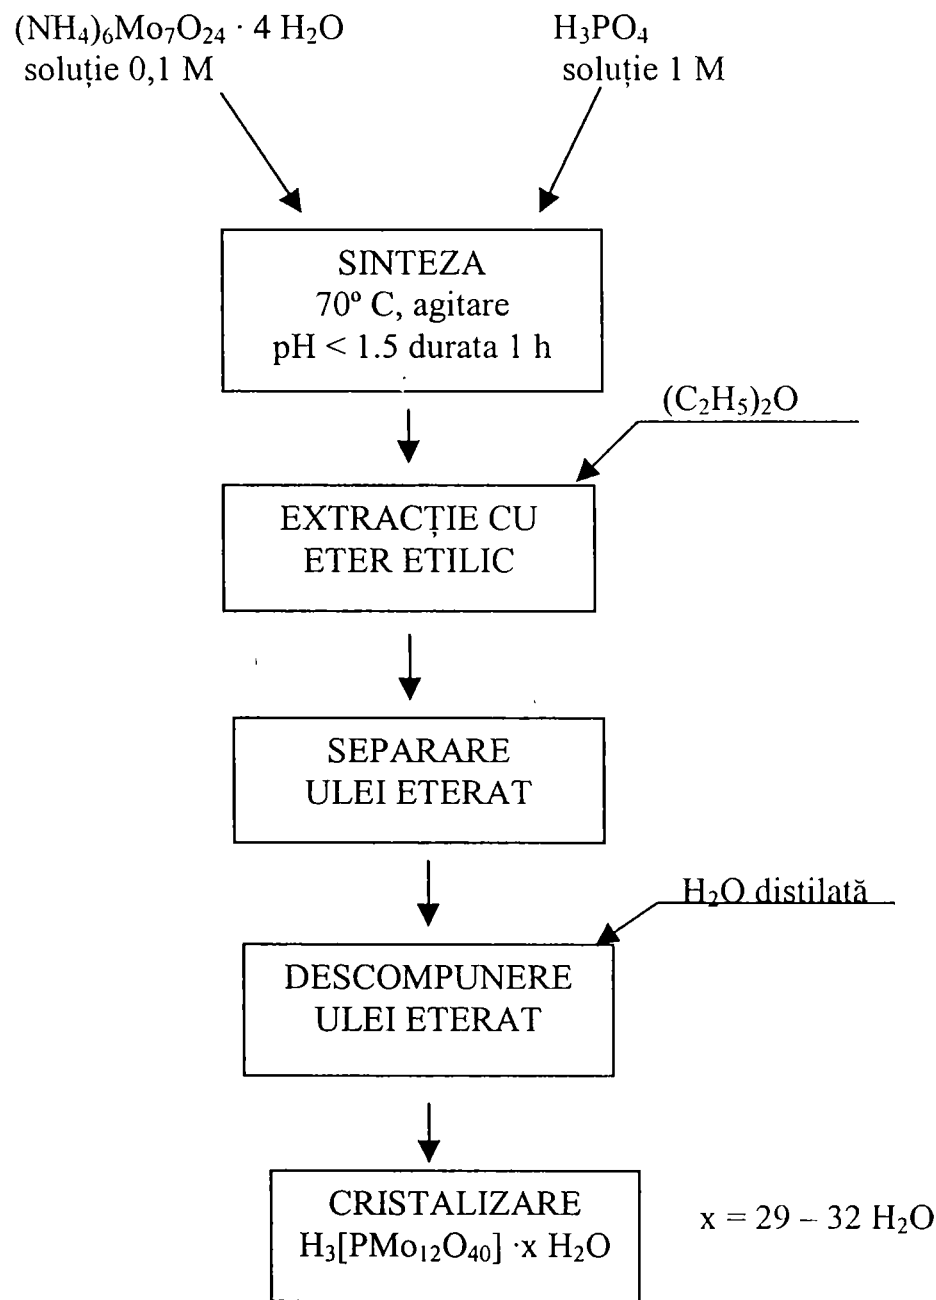 (NH₄)₆Mo₇O₂₄ · 4 H₂O
soluție 0,1 M
H₃PO₄
soluție 1 M
SINTEZA
70º C, agitare
pH < 1.5 durata 1 h
(C₂H₅)₂O
EXTRACȚIE CU
ETER ETILIC
SEPARARE
ULEI ETERAT
H₂O distilată
DESCOMPUNERE
ULEI ETERAT
CRISTALIZARE
H₃[PMo₁₂O₄₀] ·x H₂O
x = 29 – 32 H₂O